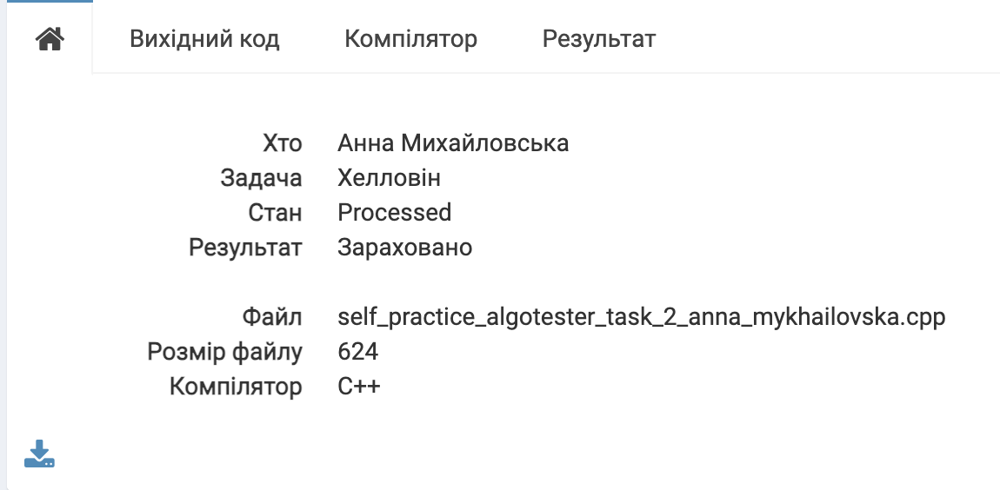 Вихідний код Компілятор Результат
Хто Анна Михайловська
Задача Хелловін
Стан Processed
Результат Зараховано
Файл self_practice_algotester_task_2_anna_mykhailovska.cpp
Розмір файлу 624
Компілятор C++